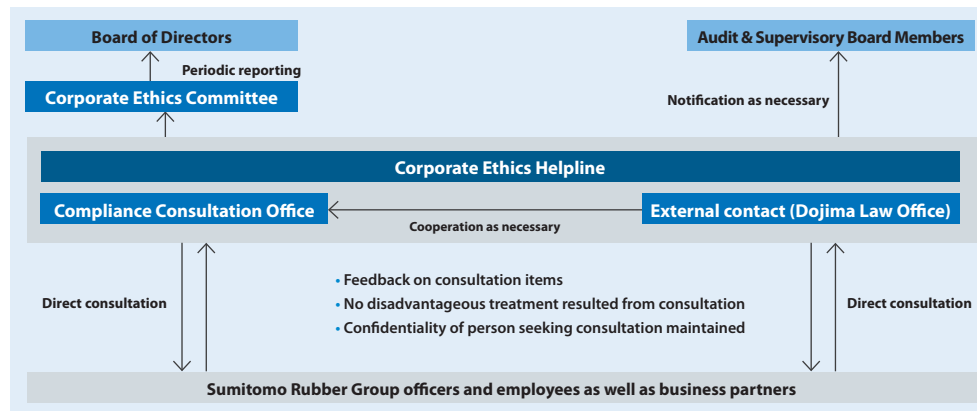 Board of Directors
Audit & Supervisory Board Members
Periodic reporting
Corporate Ethics Committee
Notification as necessary
Corporate Ethics Helpline
Compliance Consultation Office
External contact (Dojima Law Office)
Cooperation as necessary
• Feedback on consultation items
Direct consultation
• No disadvantageous treatment resulted from consultation
Direct consultation
• Confidentiality of person seeking consultation maintained
Sumitomo Rubber Group officers and employees as well as business partners